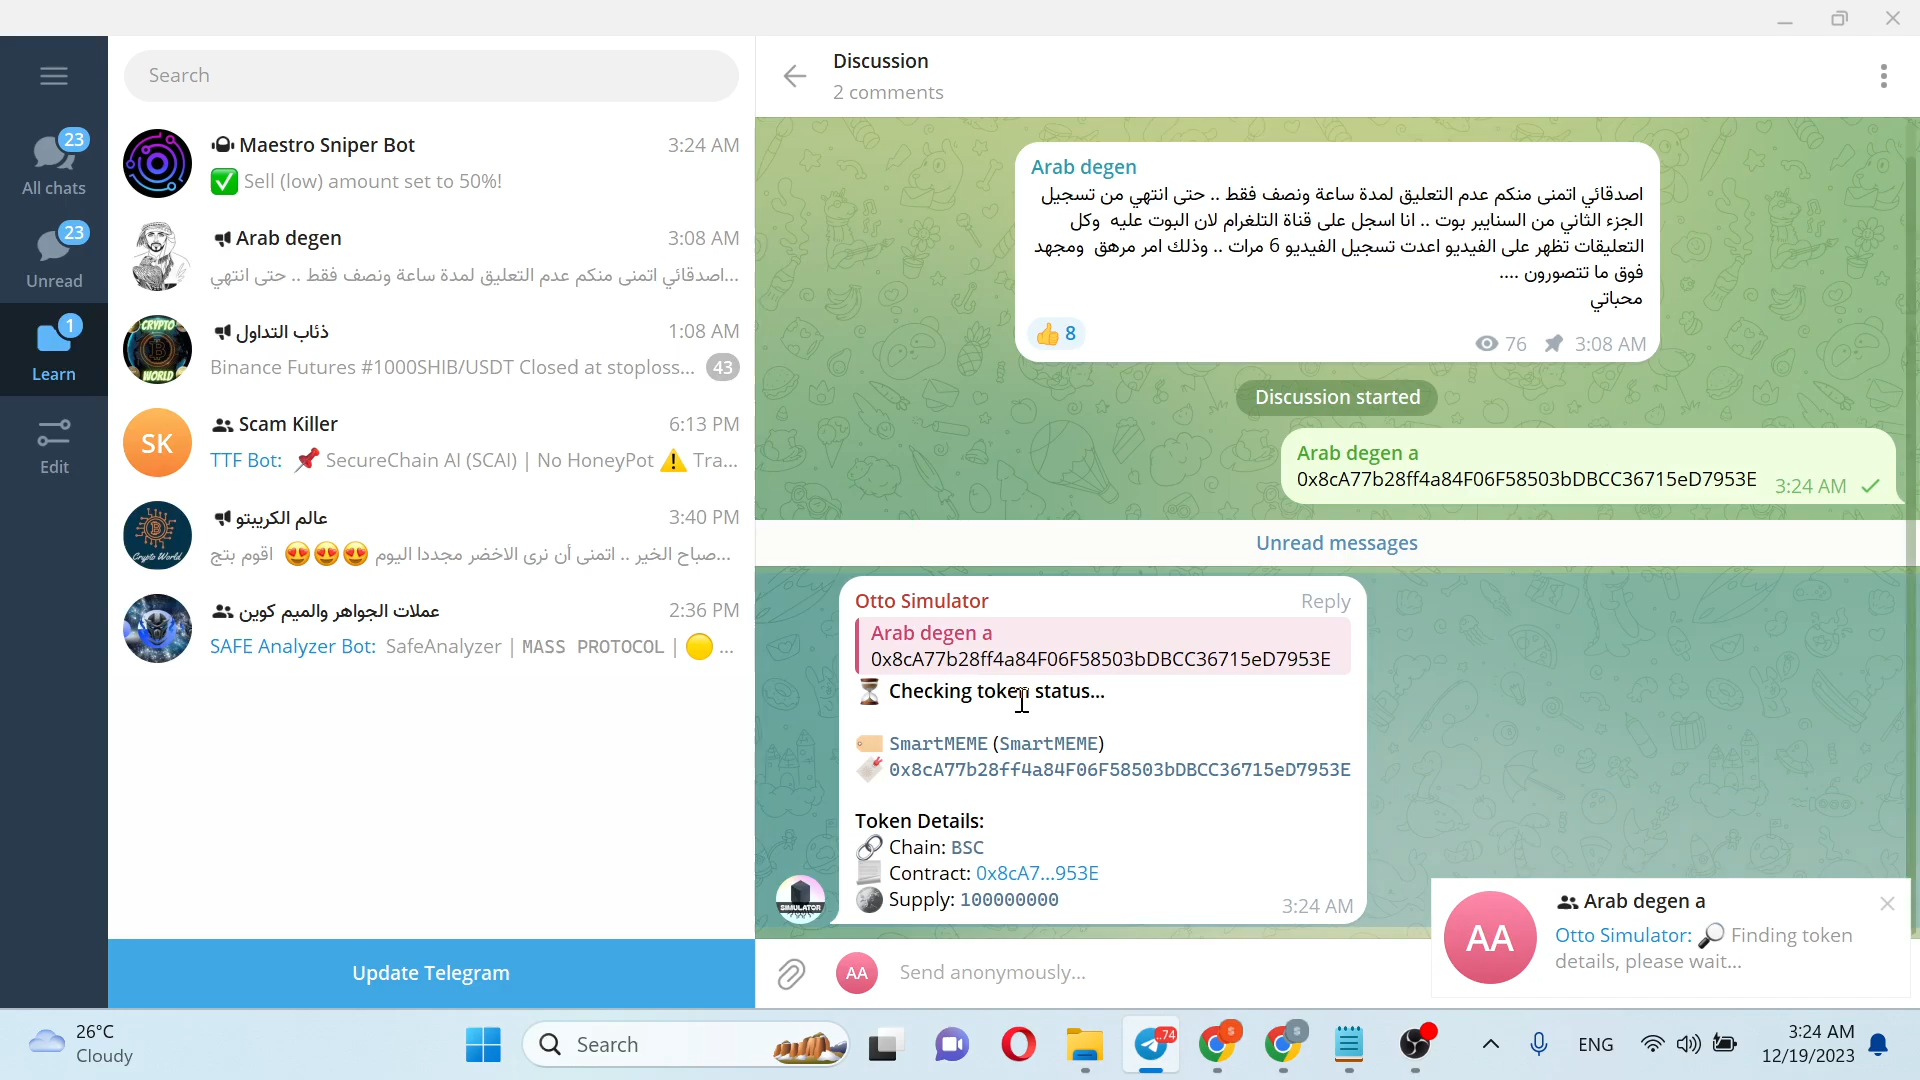 Search
Maestro Sniper Bot 3:24 AM
✅ Sell (low) amount set to 50%!
Arab degen 3:08 AM
اصدقائي اتمنى منكم عدم التعليق لمدة ساعة ونصف فقط .. حتى انتهي...
ذئاب التداول 1:08 AM
Binance Futures #1000SHIB/USDT Closed at stoploss... 43
SK Scam Killer 6:13 PM
TTF Bot: 📌 SecureChain AI (SCAI) | No HoneyPot ⚠️ Tra...
عالم الكريبتو 3:40 PM
صباح الخير .. اتمنى أن نرى الاخضر مجددا اليوم 😍😍😍 اقوم بتج...
عملات الجواهر والميم كوين 2:36 PM
SAFE Analyzer Bot: SafeAnalyzer | MASS PROTOCOL | 🟡 ...
23
All chats
23
Unread
1
Learn
Edit
CRYPTO
WORLD
Crypto World
Update Telegram
Discussion
2 comments
Arab degen
اصدقائي اتمنى منكم عدم التعليق لمدة ساعة ونصف فقط .. حتى انتهي من تسجيل
الجزء الثاني من السنايبر بوت .. انا اسجل على قناة التلغرام لان البوت عليه وكل
التعليقات تظهر على الفيديو اعدت تسجيل الفيديو 6 مرات .. وذلك امر مرهق ومجهد
فوق ما تتصورون ....
محباتي
👍 8
76 3:08 AM
Discussion started
Arab degen a
0x8cA77b28ff4a84F06F58503bDBCC36715eD7953E 3:24 AM
Unread messages
Otto Simulator Reply
Arab degen a
0x8cA77b28ff4a84F06F58503bDBCC36715eD7953E
⏳ Checking token status...
SmartMEME (SmartMEME)
0x8cA77b28ff4a84F06F58503bDBCC36715eD7953E
Token Details:
Chain: BSC
Contract: 0x8cA7...953E
Supply: 100000000
3:24 AM
SIMULATOR
AA Send anonymously...
AA
Arab degen a
Otto Simulator: 🔎 Finding token
details, please wait...
26°C
Cloudy
Search
74
S
S
ENG
3:24 AM
12/19/2023